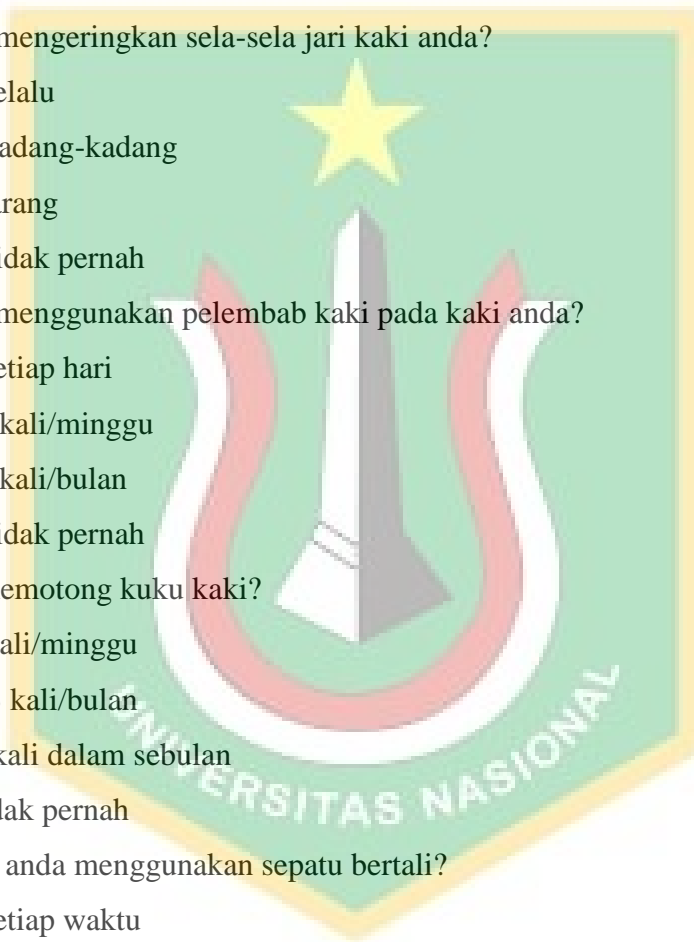 mengeringkan sela-sela jari kaki anda?
elalu
adang-kadang
arang
idak pernah
menggunakan pelembab kaki pada kaki anda?
etiap hari
kali/minggu
kali/bulan
idak pernah
emotong kuku kaki?
ali/minggu
kali/bulan
kali dalam sebulan
dak pernah
anda menggunakan sepatu bertali?
etiap waktu
UNIVERSITAS NASIONAL